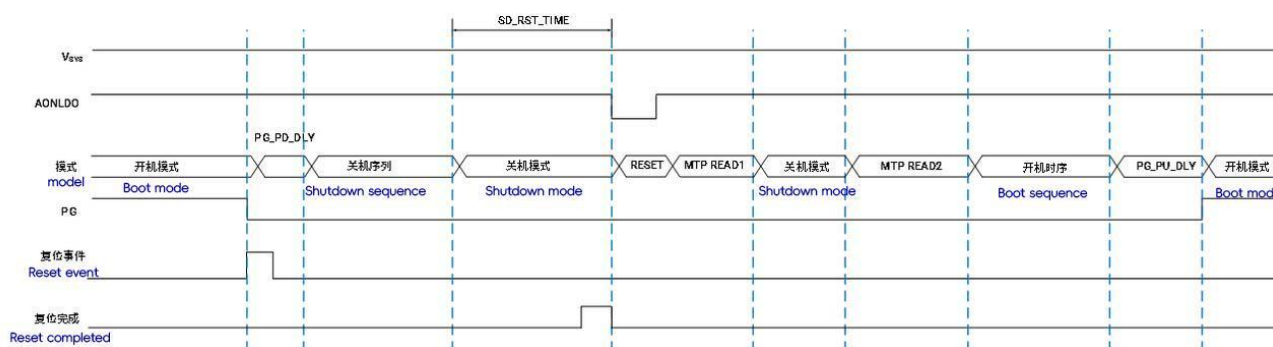 SD_RST_TIME
Vsys
AONLDO
PG_PD_DLY
模式 开机模式 关机序列 关机模式 RESET MTP READ1 关机模式 MTP READ2 开机时序 PG_PU_DLY 开机模式
model Boot mode Shutdown sequence Shutdown mode Shutdown mode Boot sequence Boot mod
PG
复位事件
Reset event
复位完成
Reset completed